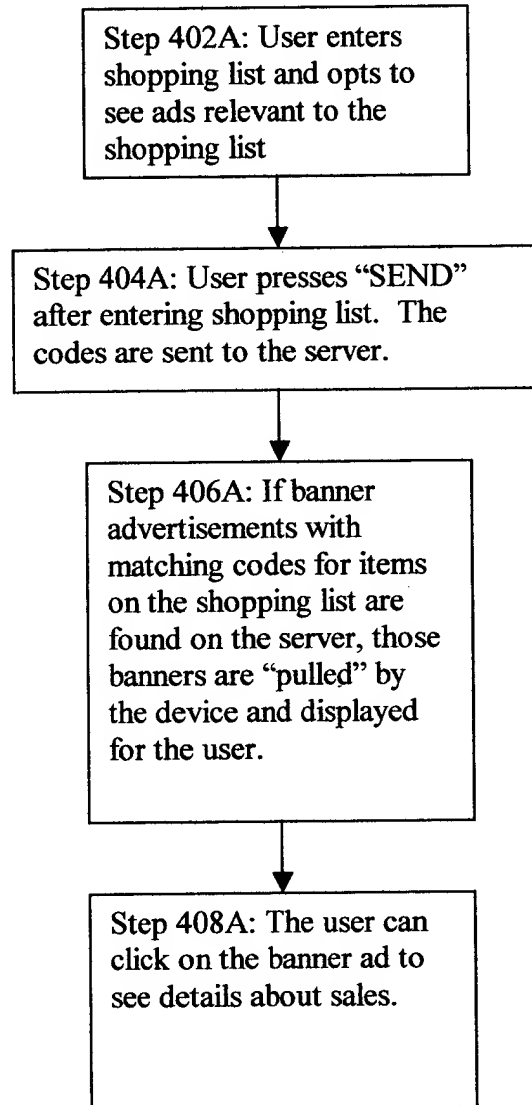 Step 402A: User enters
shopping list and opts to
see ads relevant to the
shopping list
Step 404A: User presses “SEND”
after entering shopping list. The
codes are sent to the server.
Step 406A: If banner
advertisements with
matching codes for items
on the shopping list are
found on the server, those
banners are “pulled” by
the device and displayed
for the user.
Step 408A: The user can
click on the banner ad to
see details about sales.